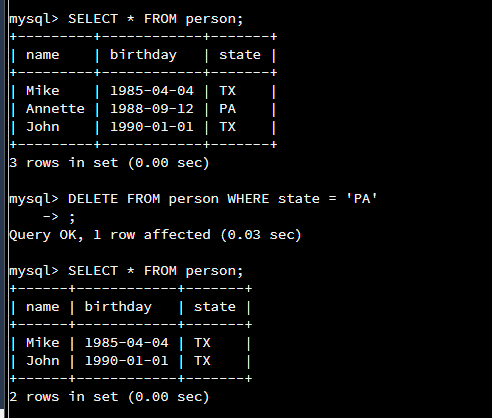 mysql> SELECT * FROM person;
+---------+------------+-------+
| name    | birthday   | state |
+---------+------------+-------+
| Mike    | 1985-04-04 | TX    |
| Annette | 1988-09-12 | PA    |
| John    | 1990-01-01 | TX    |
+---------+------------+-------+
3 rows in set (0.00 sec)
mysql> DELETE FROM person WHERE state = 'PA'
    -> ;
Query OK, 1 row affected (0.03 sec)
mysql> SELECT * FROM person;
+------+------------+-------+
| name | birthday   | state |
+------+------------+-------+
| Mike | 1985-04-04 | TX    |
| John | 1990-01-01 | TX    |
+------+------------+-------+
2 rows in set (0.00 sec)